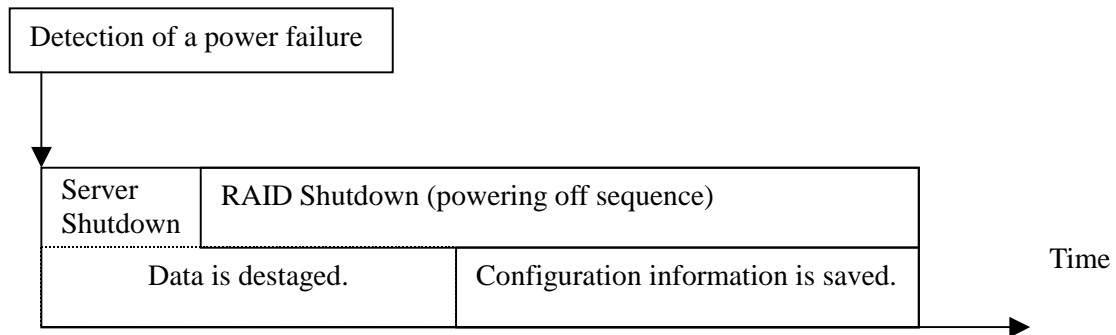 Detection of a power failure
Server
Shutdown
RAID Shutdown (powering off sequence)
Data is destaged.
Configuration information is saved.
Time